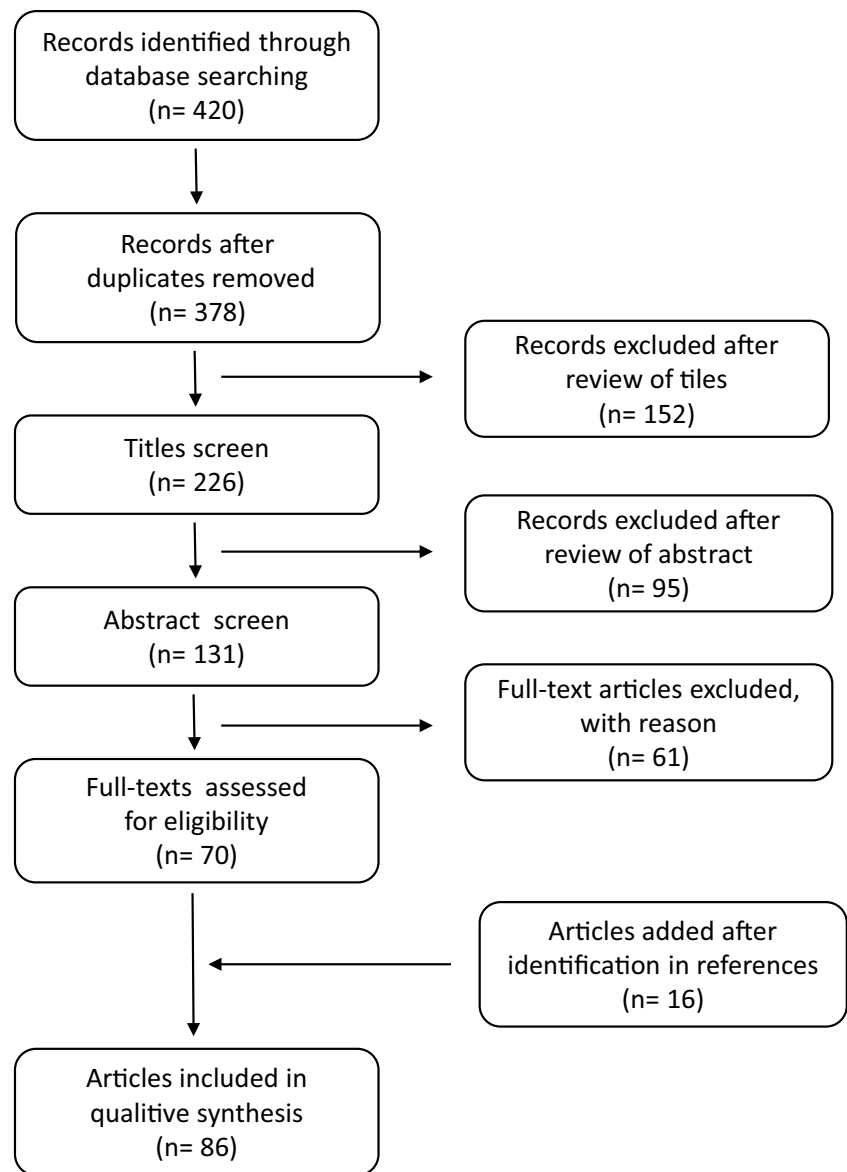 Records identified through
database searching
(n= 420)
Records after
duplicates removed
(n= 378)
Records excluded after
review of tiles
(n= 152)
Titles screen
(n= 226)
Records excluded after
review of abstract
(n= 95)
Abstract screen
(n= 131)
Full-text articles excluded,
with reason
(n= 61)
Full-texts assessed
for eligibility
(n= 70)
Articles added after
identification in references
(n= 16)
Articles included in
qualitive synthesis
(n= 86)